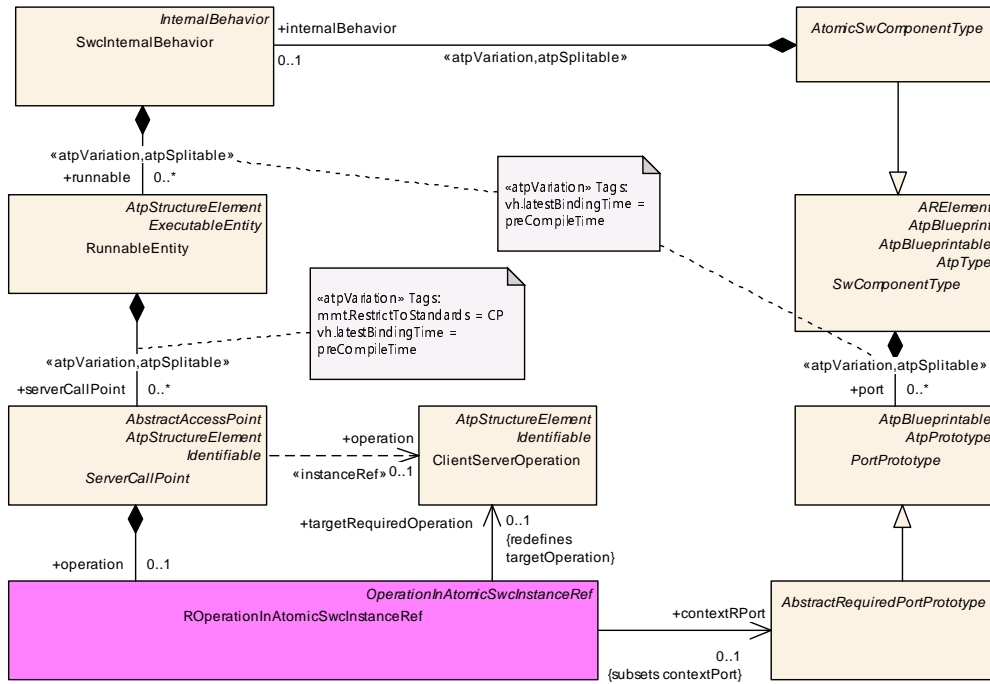 InternalBehavior
SwcInternalBehavior
+internalBehavior
0..1
«atpVariation,atpSplitable»
AtomicSwComponentType
«atpVariation,atpSplitable»
+runnable 0..*
«atpVariation» Tags:
vh.latestBindingTime =
preCompileTime
AtpStructureElement
ExecutableEntity
RunnableEntity
ARElement
AtpBlueprint
AtpBlueprintable
AtpType
SwComponentType
«atpVariation» Tags:
mmt.RestrictToStandards = CP
vh.latestBindingTime =
preCompileTime
«atpVariation,atpSplitable»
+serverCallPoint 0..*
«atpVariation,atpSplitable»
+port 0..*
AbstractAccessPoint
AtpStructureElement
Identifiable
ServerCallPoint
+operation
«instanceRef» 0..1
AtpStructureElement
Identifiable
ClientServerOperation
AtpBlueprintable
AtpPrototype
PortPrototype
+targetRequiredOperation 0..1
{redefines
targetOperation}
+operation 0..1
OperationInAtomicSwcInstanceRef
ROperationInAtomicSwcInstanceRef
+contextRPort
0..1
{subsets contextPort}
AbstractRequiredPortPrototype